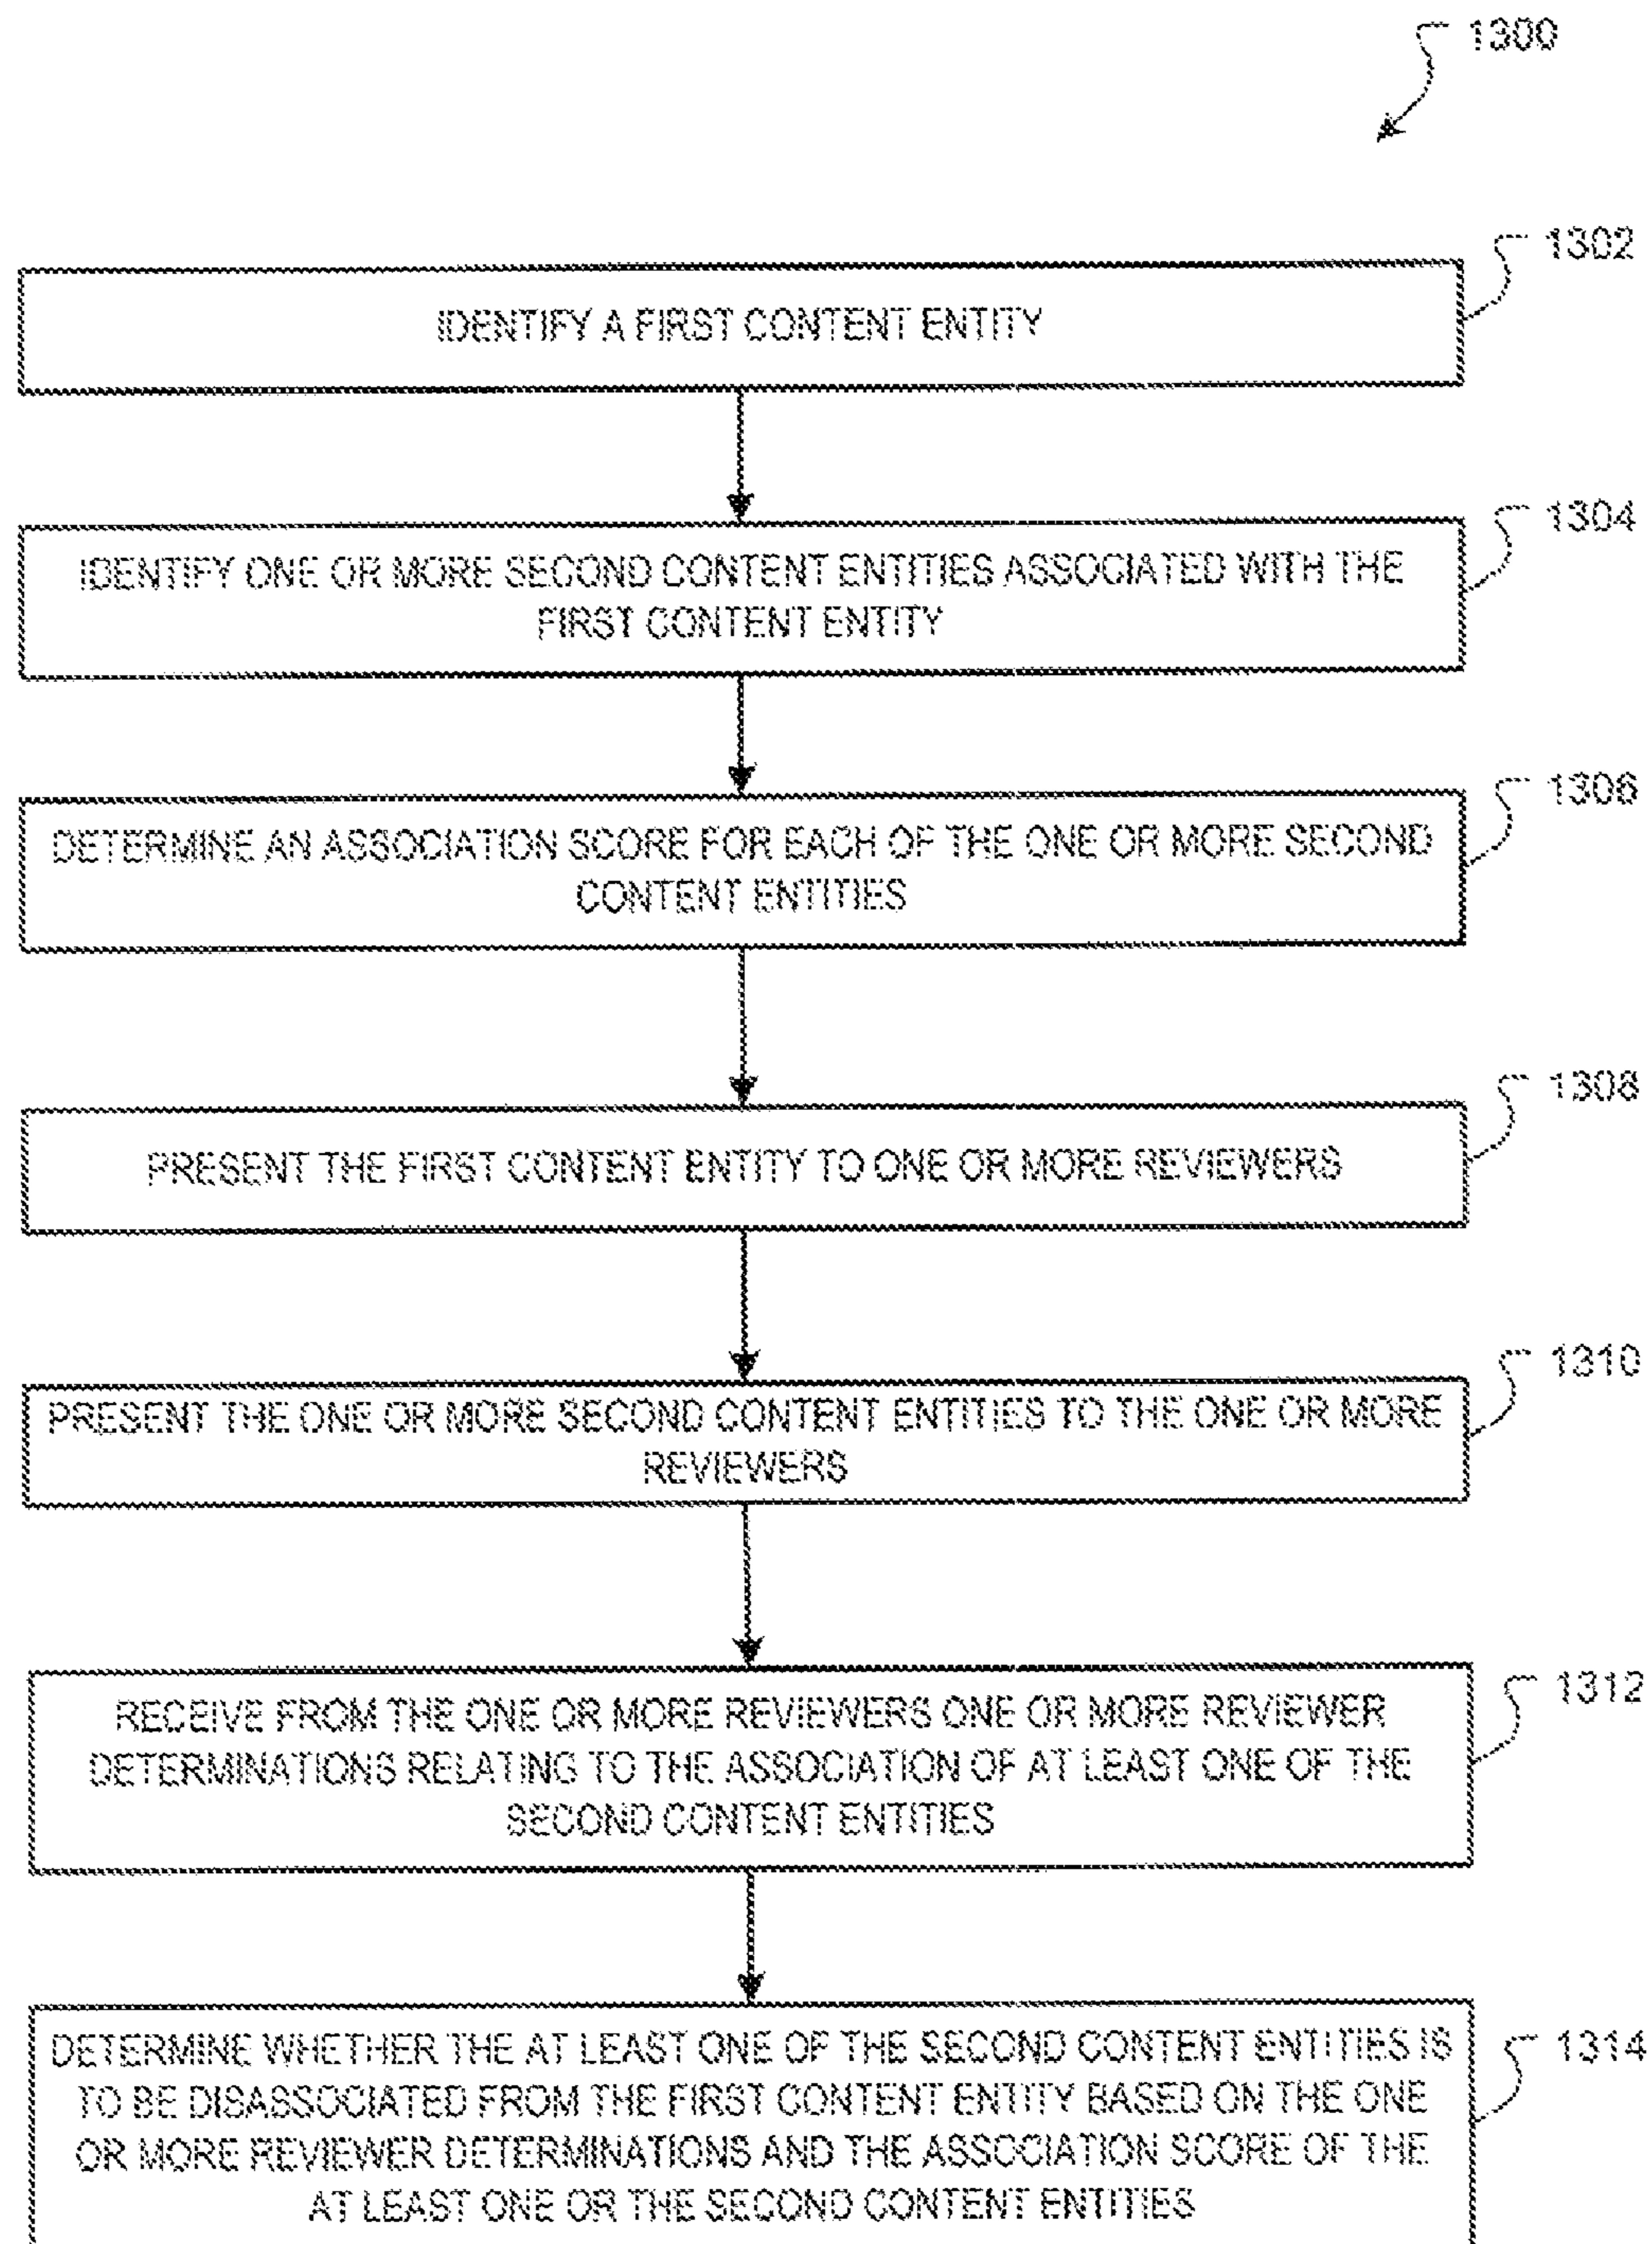 1300
1302
IDENTIFY A FIRST CONTENT ENTITY
1304
IDENTIFY ONE OR MORE SECOND CONTENT ENTITIES ASSOCIATED WITH THE
FIRST CONTENT ENTITY
1306
DETERMINE AN ASSOCIATION SCORE FOR EACH OF THE ONE OR MORE SECOND
CONTENT ENTITIES
1308
PRESENT THE FIRST CONTENT ENTITY TO ONE OR MORE REVIEWERS
1310
PRESENT THE ONE OR MORE SECOND CONTENT ENTITIES TO THE ONE OR MORE
REVIEWERS
1312
RECEIVE FROM THE ONE OR MORE REVIEWERS ONE OR MORE REVIEWER
DETERMINATIONS RELATING TO THE ASSOCIATION OF AT LEAST ONE OF THE
SECOND CONTENT ENTITIES
1314
DETERMINE WHETHER THE AT LEAST ONE OF THE SECOND CONTENT ENTITIES IS
TO BE DISASSOCIATED FROM THE FIRST CONTENT ENTITY BASED ON THE ONE
OR MORE REVIEWER DETERMINATIONS AND THE ASSOCIATION SCORE OF THE
AT LEAST ONE OR THE SECOND CONTENT ENTITIES